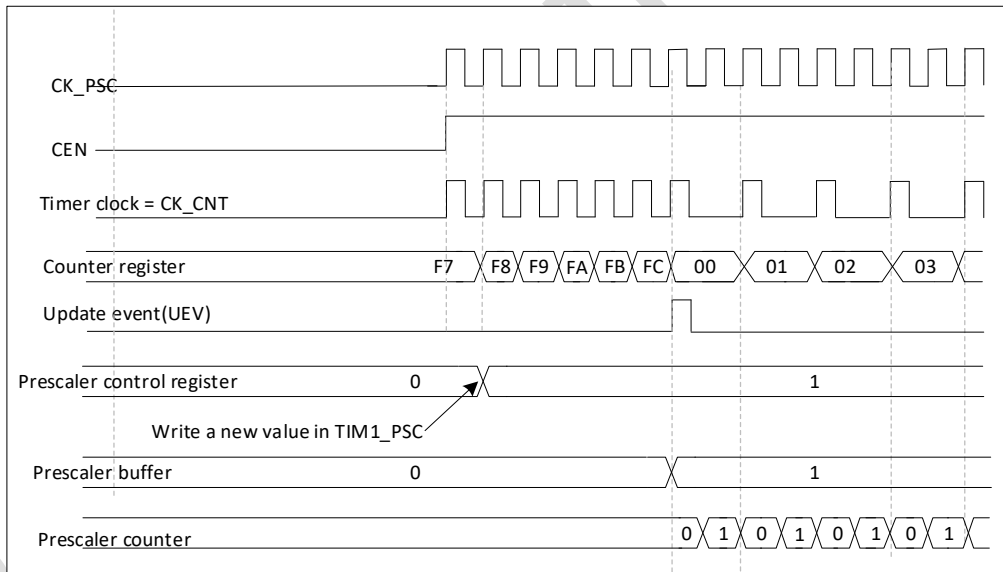 CK_PSC
CEN
Timer clock = CK_CNT
Counter register F7 F8 F9 FA FB FC 00 01 02 03
Update event(UEV)
Prescaler control register 0 1
Write a new value in TIM1_PSC
Prescaler buffer 0 1
Prescaler counter 0 1 0 1 0 1 0 1